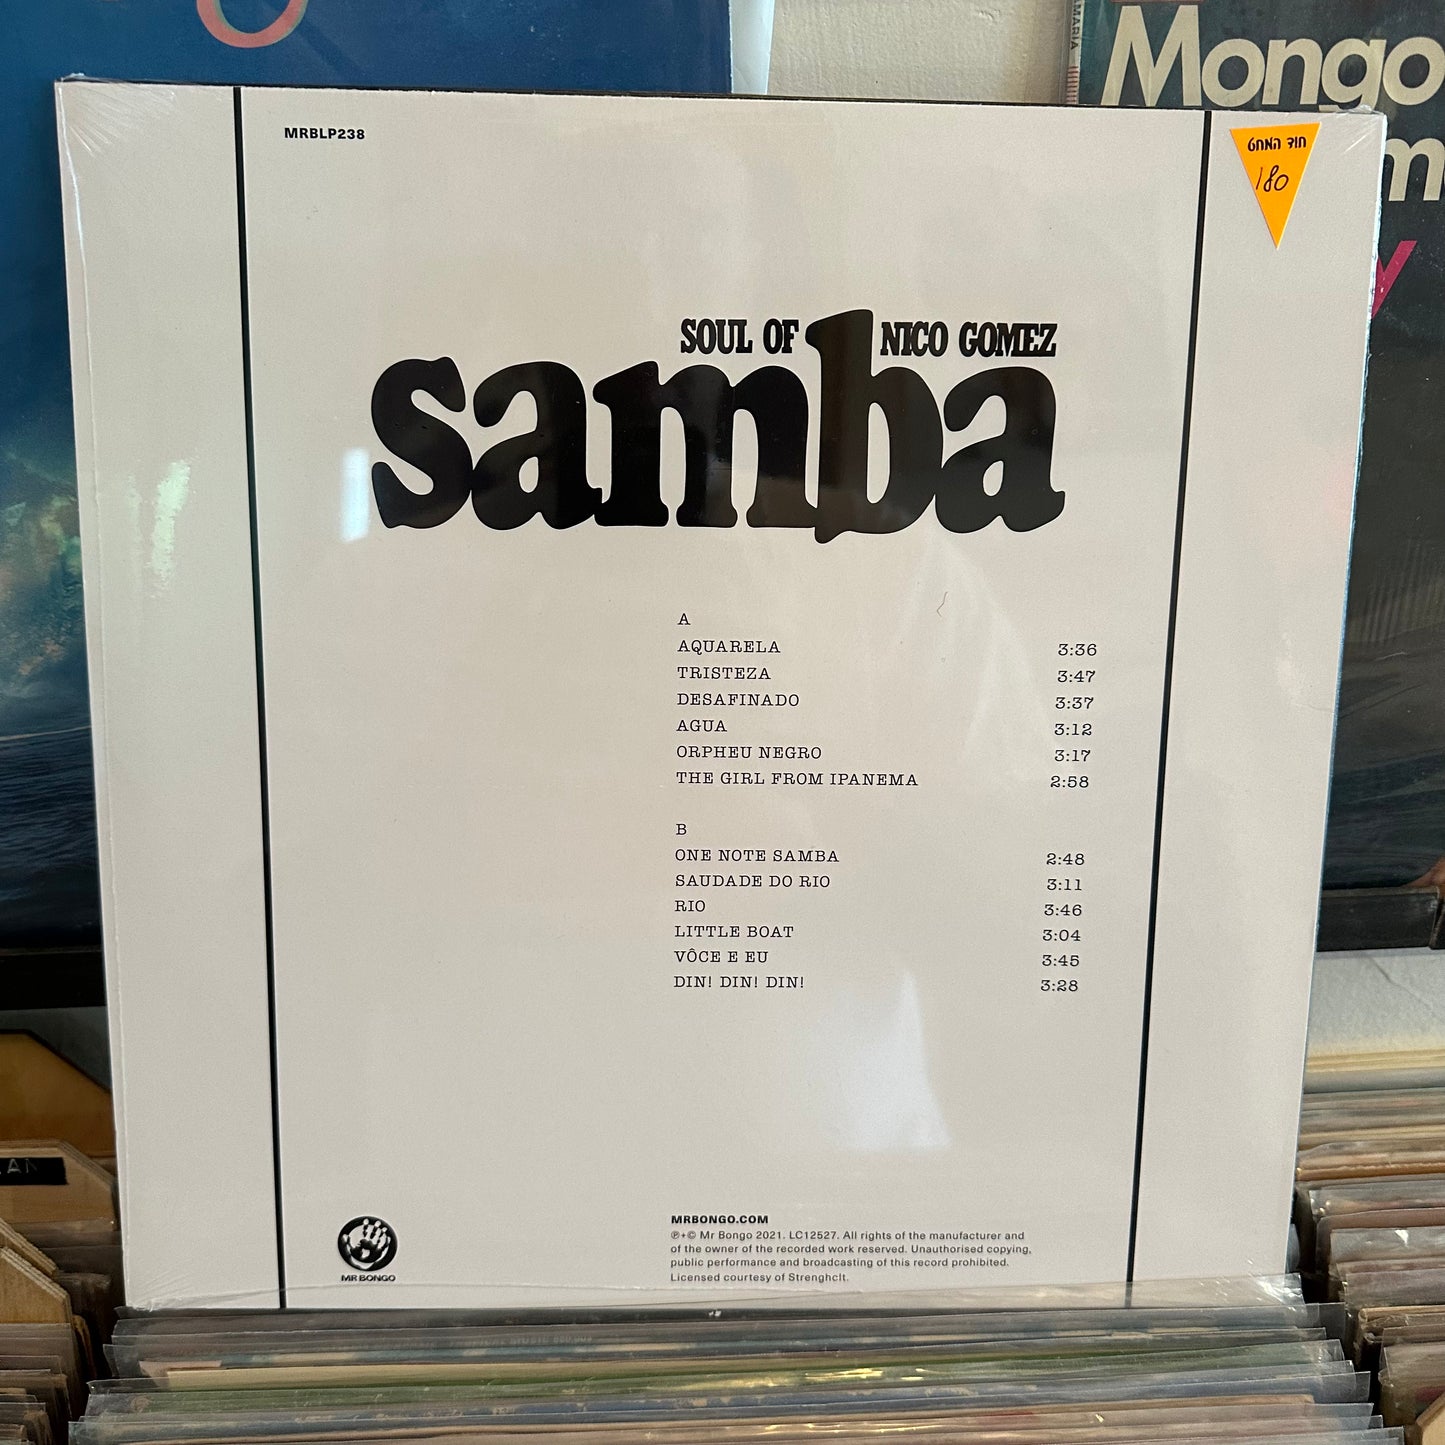 MARIA
Mongo
m
y
MRBLP238
חוד המחט
180
SOUL OF NICO GOMEZ
samba
A
AQUARELA 3:36
TRISTEZA 3:47
DESAFINADO 3:37
AGUA 3:12
ORPHEU NEGRO 3:17
THE GIRL FROM IPANEMA 2:58
B
ONE NOTE SAMBA 2:48
SAUDADE DO RIO 3:11
RIO 3:46
LITTLE BOAT 3:04
VÔCE E EU 3:45
DIN! DIN! DIN! 3:28
MR BONGO
MRBONGO.COM
℗+© Mr Bongo 2021. LC12527. All rights of the manufacturer and
of the owner of the recorded work reserved. Unauthorised copying,
public performance and broadcasting of this record prohibited.
Licensed courtesy of Strenghclt.
AN